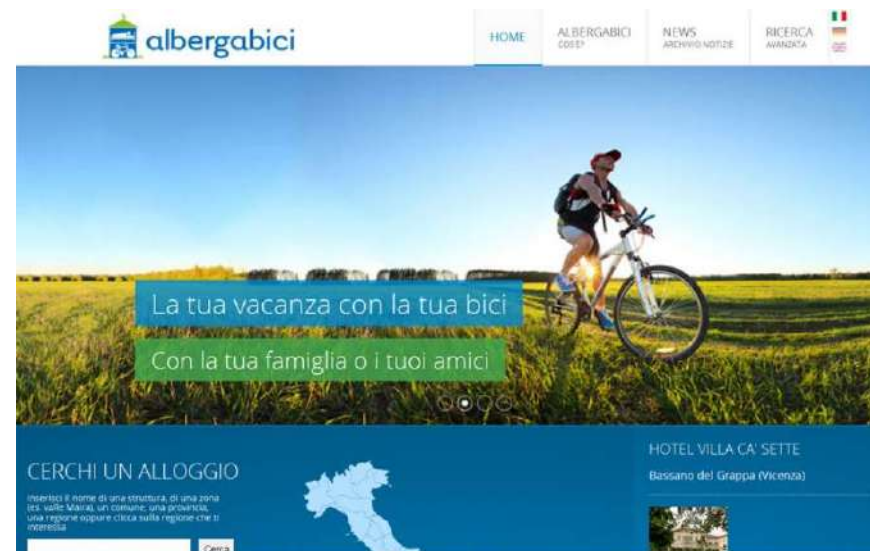 albergabici
HOME
ALBERGABICI
COS'È?
NEWS
ARCHIVIO NOTIZIE
RICERCA
AVANZATA
La tua vacanza con la tua bici
Con la tua famiglia o i tuoi amici
CERCHI UN ALLOGGIO
Inserisci il nome di una struttura, di una zona
(es. valle Maira), un comune, una provincia,
una regione oppure clicca sulla regione che ti
interessa
Cerca
HOTEL VILLA CA' SETTE
Bassano del Grappa (Vicenza)